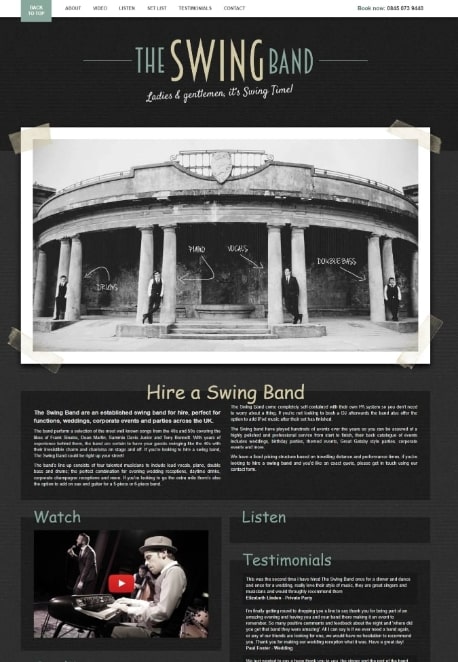 BACK
TO TOP
ABOUT VIDEO LISTEN SET LIST TESTIMONIALS CONTACT
Book now: 0845 873 9440
THE SWING BAND
Ladies & gentlemen, it's Swing Time!
PIANO VOCALS
DRUMS DOUBLE BASS
Hire a Swing Band
The Swing Band are an established swing band for hire, perfect for
functions, weddings, corporate events and parties across the UK.
The band perform a selection of the most well known songs from the 40s and 50s covering the
likes of Frank Sinatra, Dean Martin, Sammy Davis Junior and Tony Bennett. With years of
experience behind them, the band are certain to have your guests swinging like the 40s with
their irresistible charm and charisma on stage and off. If you're looking to hire a swing band,
The Swing Band could be right up your street!
The band's line up consists of four talented musicians to include lead vocals, piano, double
bass and drums; the perfect combination for evening wedding receptions, daytime drinks,
corporate champagne receptions and more. If you're looking to go the extra mile there's also
the option to add on sax and guitar for a 5-piece or 6-piece band.
The Swing Band come completely self contained with their own PA system so you don't need
to worry about a thing. If you're not looking to book a DJ afterwards the band also offer the
option to add iPod music after their set has finished.
The Swing Band have played hundreds of events over the years so you can be assured of a
highly polished and professional service from start to finish, their back catalogue of events
includes weddings, birthday parties, themed events, Great Gatsby style parties, corporate
events and more.
We have a fixed pricing structure based on travelling distance and performance times. If you're
looking to hire a swing band and you'd like an exact quote, please get in touch using our
contact form.
Watch
Listen
Testimonials
This was the second time I have hired The Swing Band once for a dinner and dance
and once for a wedding, really love their style of music, they are great singers and
musicians and would throughly recommend them
Elizabeth Linden - Private Party
I'm finally getting round to dropping you a line to say thank you for being part of an
amazing evening and having you and your band there making it an event to
remember. So many positive comments and feedback about the night and 'where did
you get that band they were amazing'. All I can say is if we ever need a band again,
or any of our friends are looking for one, we would have no hesitation to recommend
you. Thank you for making our wedding reception what it was. Have a great day!
Paul Foster - Wedding